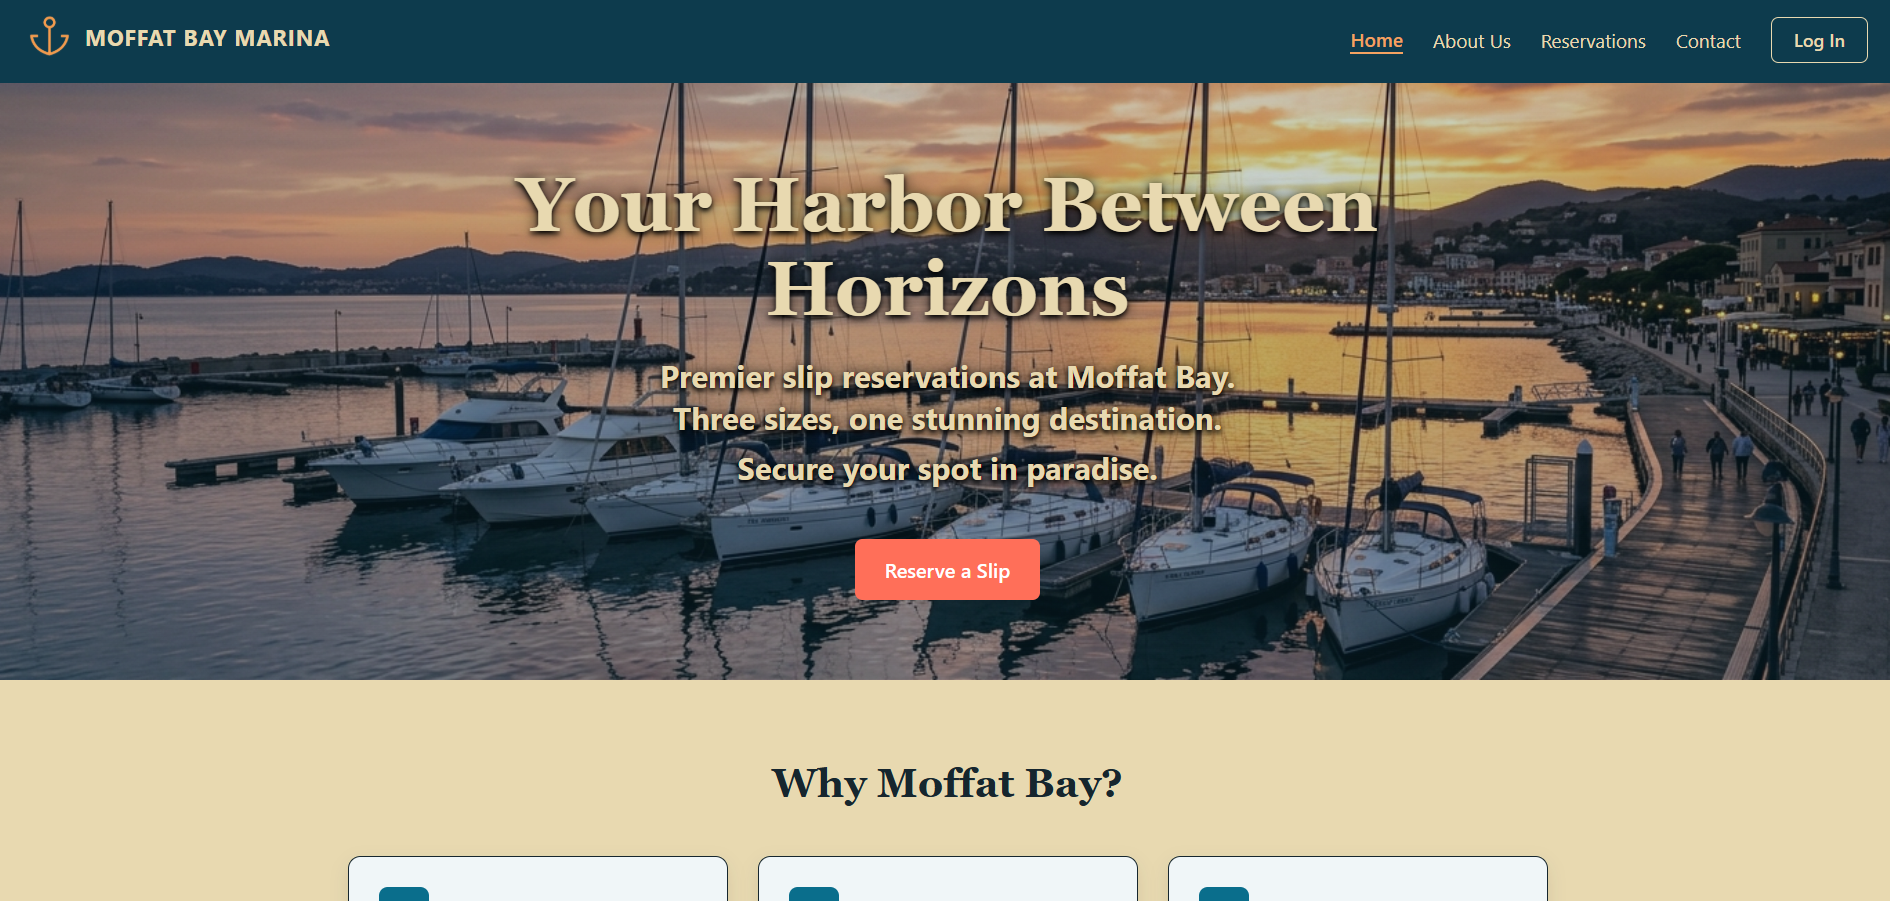 MOFFAT BAY MARINA
Home About Us Reservations Contact Log In
Your Harbor Between
Horizons
Premier slip reservations at Moffat Bay.
Three sizes, one stunning destination.
Secure your spot in paradise.
Reserve a Slip
Why Moffat Bay?